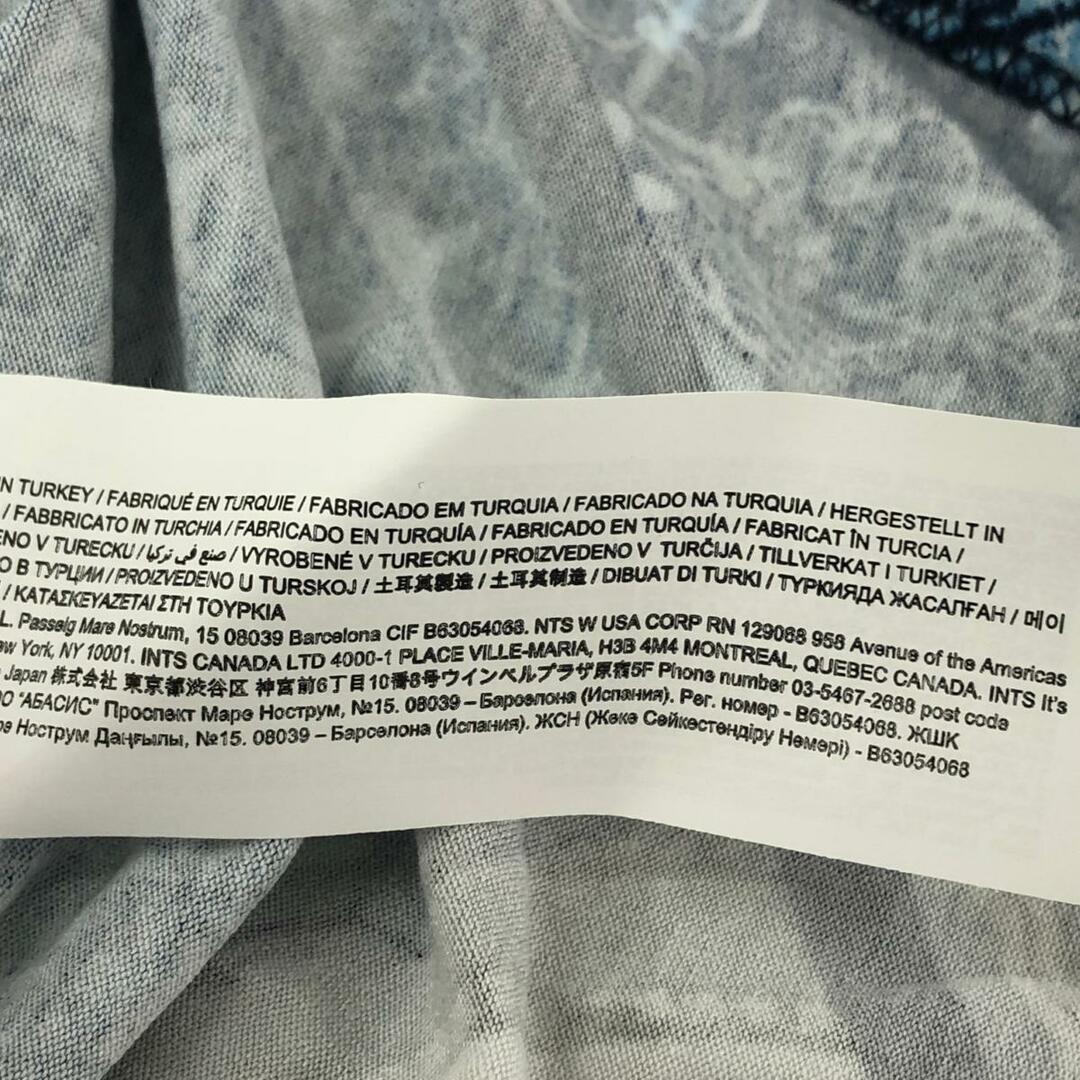 IN TURKEY / FABRIQUÉ EN TURQUIE / FABRICADO EM TURQUIA / FABRICADO NA TURQUIA / HERGESTELLT IN
/ FABBRICATO IN TURCHIA / FABRICADO EN TURQUÍA / FABRICADO EN TURQUÍA / FABRICAT ÎN TURCIA /
ENO V TURECKU / صنع في تركيا / VYROBENÉ V TURECKU / PROIZVEDENO V TURČIJA / TILLVERKAT I TURKIET /
О В ТУРЦИИ / PROIZVEDENO U TURSKOJ / 土耳其製造 / 土耳其制造 / DIBUAT DI TURKI / ТҮРКИЯДА ЖАСАЛҒАН / 메이
/ ΚΑΤΑΣΚΕΥΑΖΕΤΑΙ ΣΤΗ ΤΟΥΡΚΙΑ
L. Passeig Mare Nostrum, 15 08039 Barcelona CIF B63054068. NTS W USA CORP RN 129088 958 Avenue of the Americas
ew York, NY 10001. INTS CANADA LTD 4000-1 PLACE VILLE-MARIA, H3B 4M4 MONTREAL, QUEBEC CANADA. INTS It's
Japan 株式会社 東京都渋谷区 神宮前6丁目10番8号ウインベルプラザ原宿5F Phone number 03-5467-2688 post coda
ОО "АБАСИС" Проспект Маре Нострум, №15. 08039 – Барселона (Испания). Рег. номер - B63054068. ЖШК
ре Нострум Даңғылы, №15. 08039 – Барселона (Испания). ЖСН (Жеке Сәйкестендіру Нөмері) - B63054068